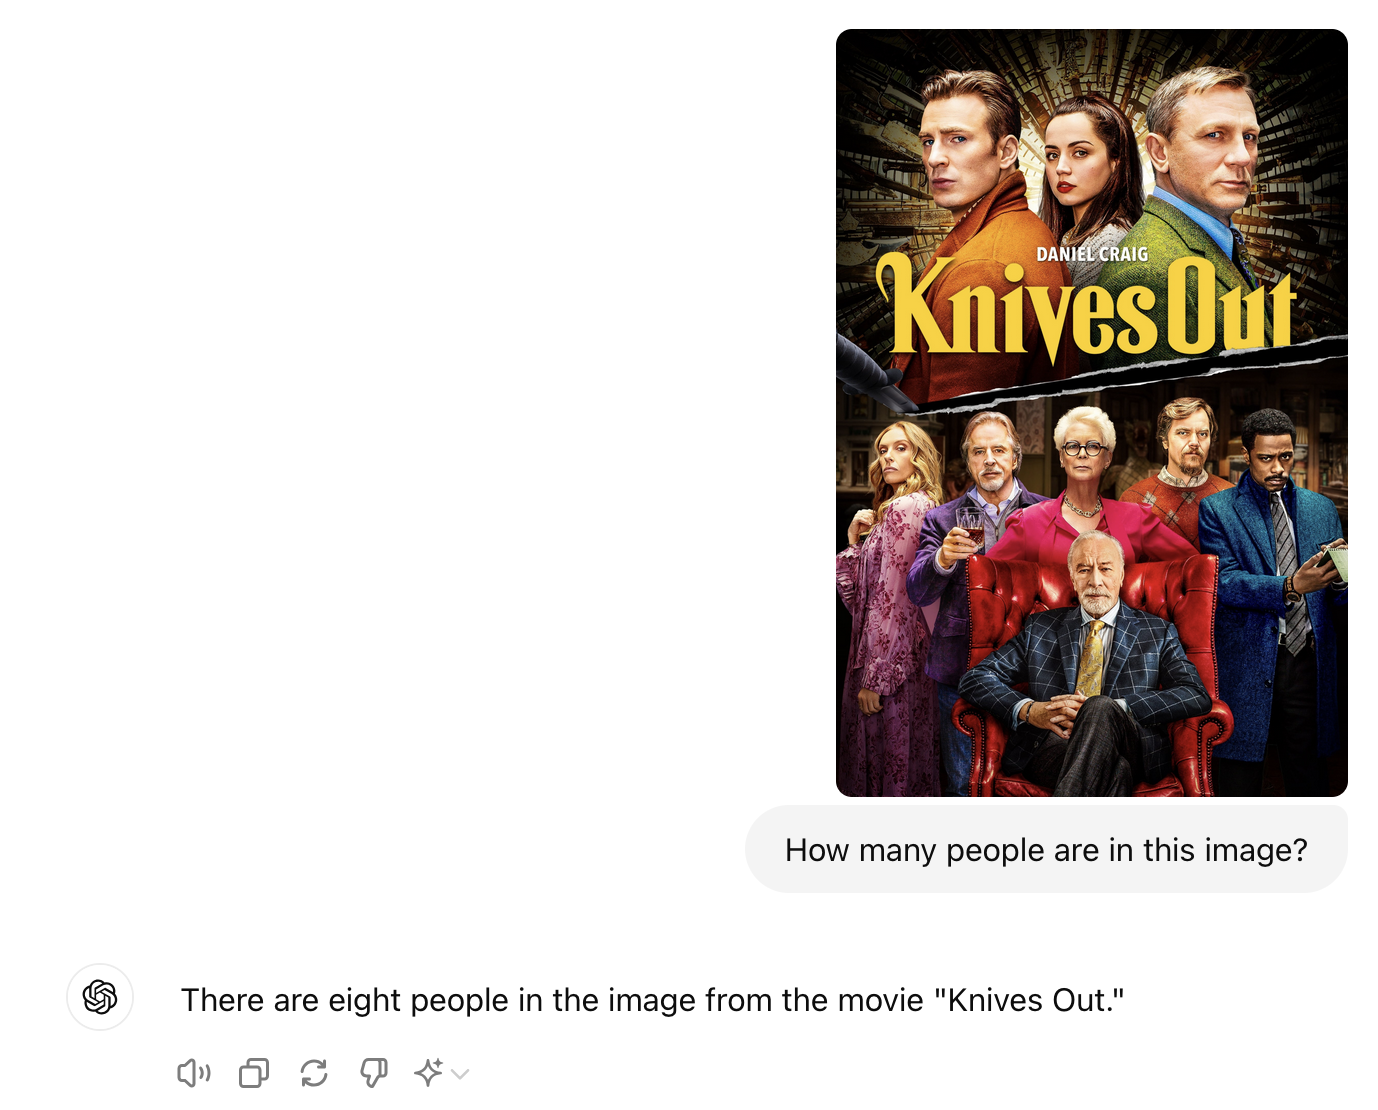 DANIEL CRAIG
Knives Out
How many people are in this image?
There are eight people in the image from the movie "Knives Out."